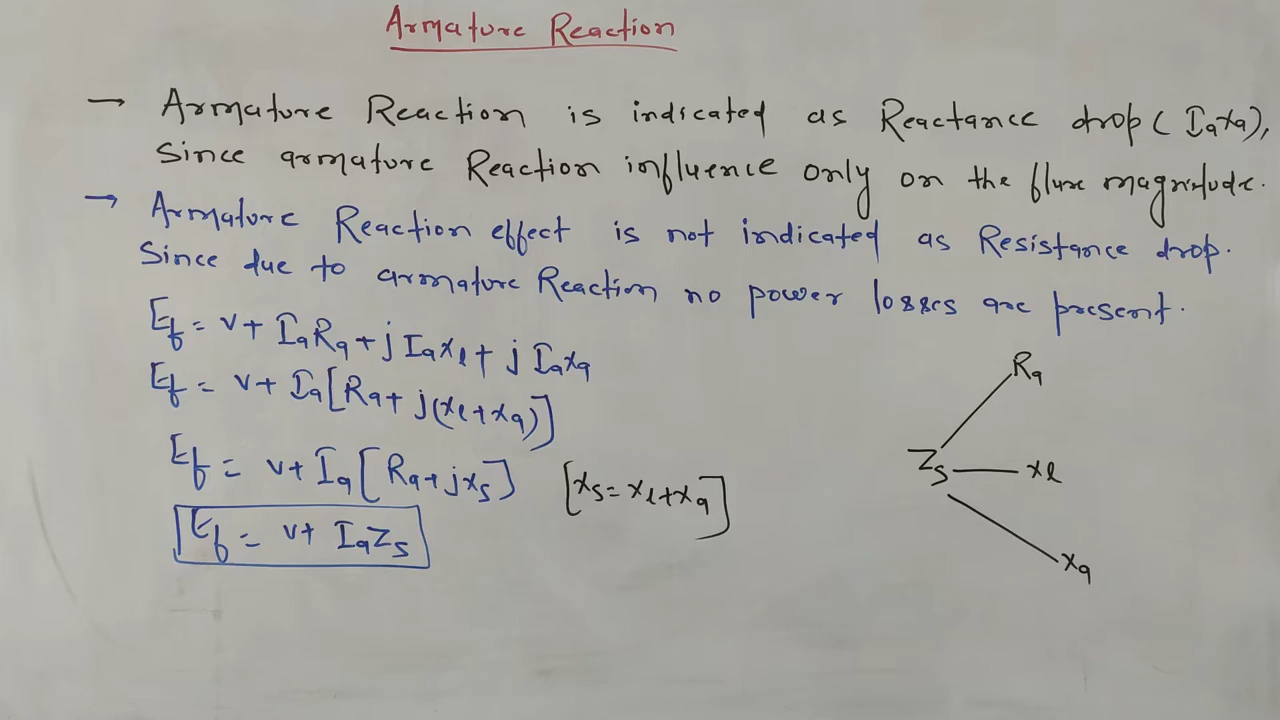 Armature Reaction
→ Armature Reaction is indicated as Reactance drop (IaXa),
Since armature Reaction influence only on the flux magnitude.
→ Armature Reaction effect is not indicated as Resistance drop.
Since due to armature Reaction no power losses are present.
Ef = V + IaRa + j IaXl + j IaXa
Ef = V + Ia[Ra + j(Xl + Xa)]
Ef = V + Ia[Ra + jXs] [Xs = Xl + Xa]
Ef = V + IaZs
Ra
Zs Xl
Xa